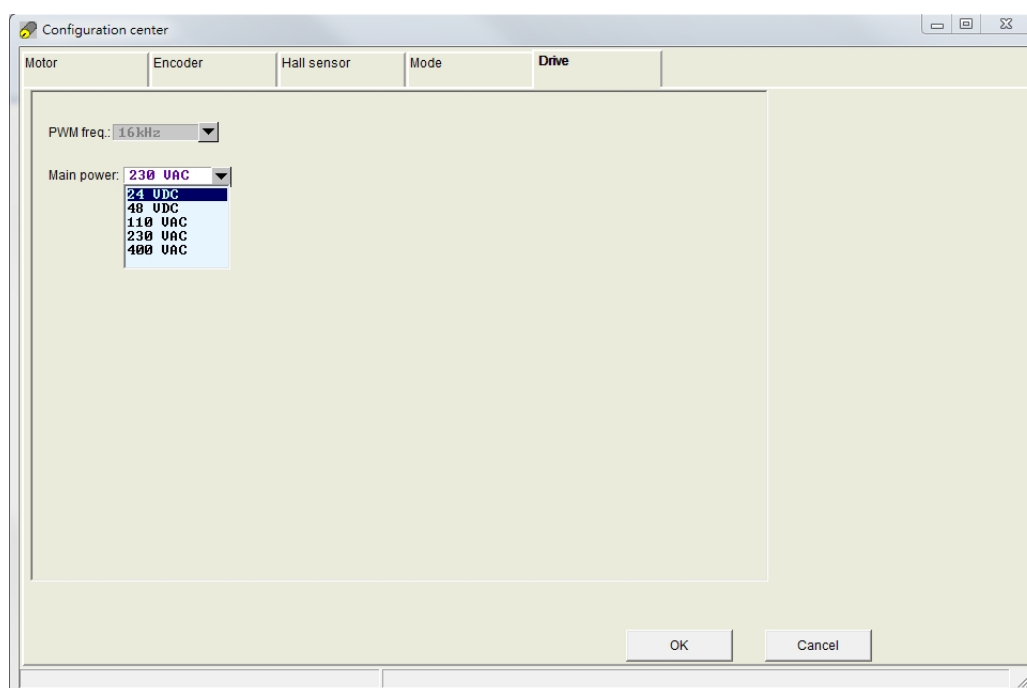 Configuration center
Motor Encoder Hall sensor Mode Drive
PWM freq.: 16kHz
Main power: 230 VAC
24 VDC
48 VDC
110 VAC
230 VAC
400 VAC
OK Cancel